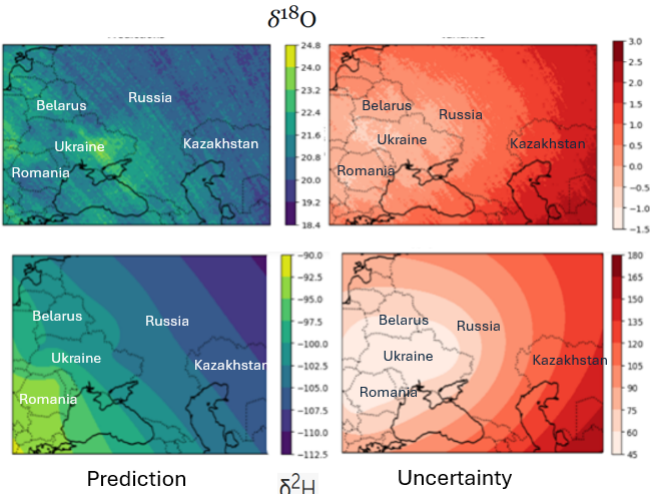 δ¹⁸O
Belarus
Russia
Ukraine
Kazakhstan
Romania
24.8
23.2
22.4
21.6
20.8
20.0
19.2
18.4
Belarus
Russia
Ukraine
Kazakhstan
Romania
3.0
2.5
2.0
1.5
1.0
0.5
0.0
−0.5
−1.0
−1.5
Belarus
Russia
Ukraine
Kazakhstan
Romania
−90.0
−92.5
−95.0
−97.5
−100.0
−102.5
−105.0
−107.5
−110.0
−112.5
Belarus
Russia
Ukraine
Kazakhstan
Romania
180
165
150
135
120
105
90
75
60
45
Prediction
Uncertainty
δ²H